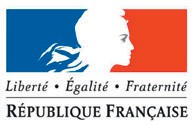 Liberté • Égalité • Fraternité
RÉPUBLIQUE FRANÇAISE